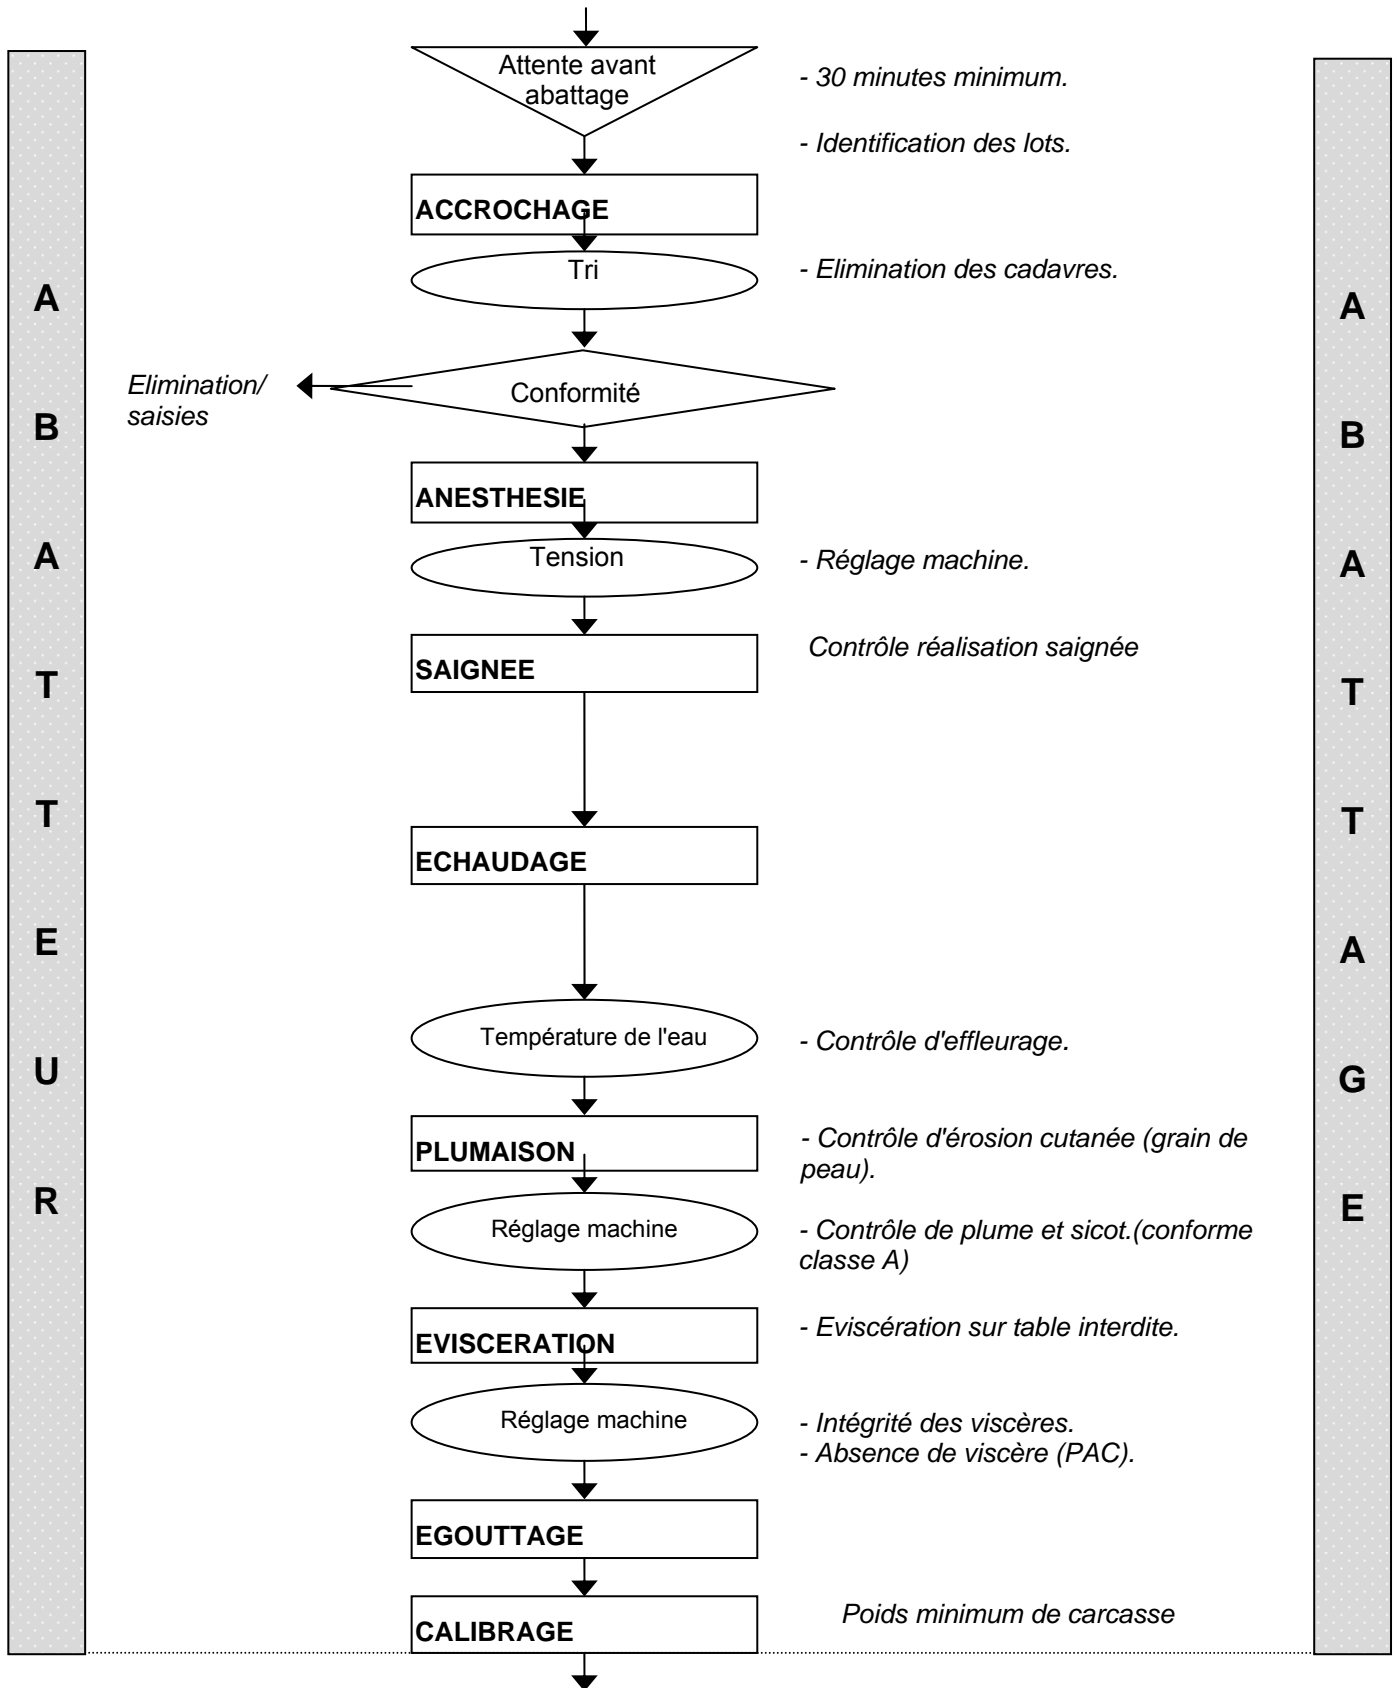 Attente avant
abattage
- 30 minutes minimum.
- Identification des lots.
ACCROCHAGE
Tri
- Elimination des cadavres.
Elimination/
saisies
Conformité
ANESTHESIE
Tension
- Réglage machine.
SAIGNEE
Contrôle réalisation saignée
ECHAUDAGE
Température de l'eau
- Contrôle d'effleurage.
PLUMAISON
- Contrôle d'érosion cutanée (grain de
peau).
Réglage machine
- Contrôle de plume et sicot.(conforme
classe A)
EVISCERATION
- Eviscération sur table interdite.
Réglage machine
- Intégrité des viscères.
- Absence de viscère (PAC).
EGOUTTAGE
CALIBRAGE
Poids minimum de carcasse
A
B
A
T
T
E
U
R
A
B
A
T
T
A
G
E